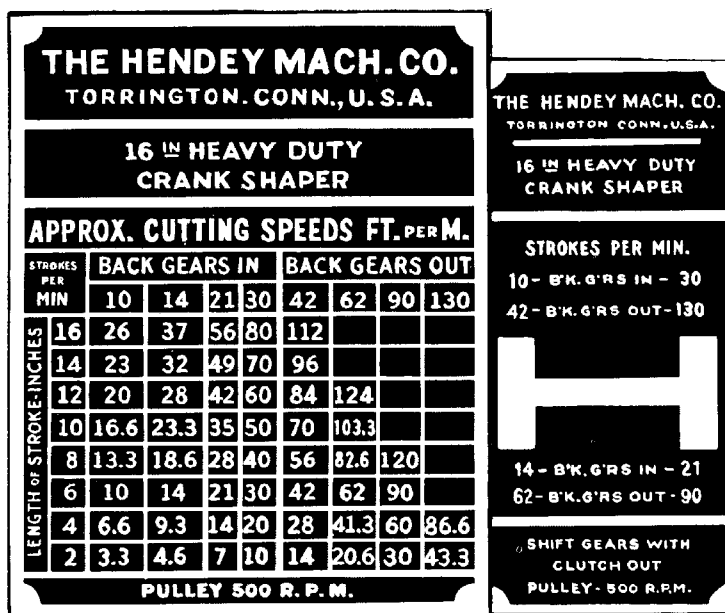 THE HENDEY MACH. CO.
TORRINGTON. CONN., U. S. A.
16 IN HEAVY DUTY
CRANK SHAPER
APPROX. CUTTING SPEEDS FT. PER M.
STROKES PER MIN BACK GEARS IN BACK GEARS OUT
10 14 21 30 42 62 90 130
LENGTH OF STROKE-INCHES
16 26 37 56 80 112
14 23 32 49 70 96
12 20 28 42 60 84 124
10 16.6 23.3 35 50 70 103.3
8 13.3 18.6 28 40 56 82.6 120
6 10 14 21 30 42 62 90
4 6.6 9.3 14 20 28 41.3 60 86.6
2 3.3 4.6 7 10 14 20.6 30 43.3
PULLEY 500 R.P.M.
THE HENDEY MACH. CO.
TORRINGTON CONN., U.S.A.
16 IN HEAVY DUTY
CRANK SHAPER
STROKES PER MIN.
10 - B'K. G'RS IN - 30
42 - B'K. G'RS OUT - 130
14 - B'K. G'RS IN - 21
62 - B'K. G'RS OUT - 90
SHIFT GEARS WITH
CLUTCH OUT
PULLEY - 500 R.P.M.